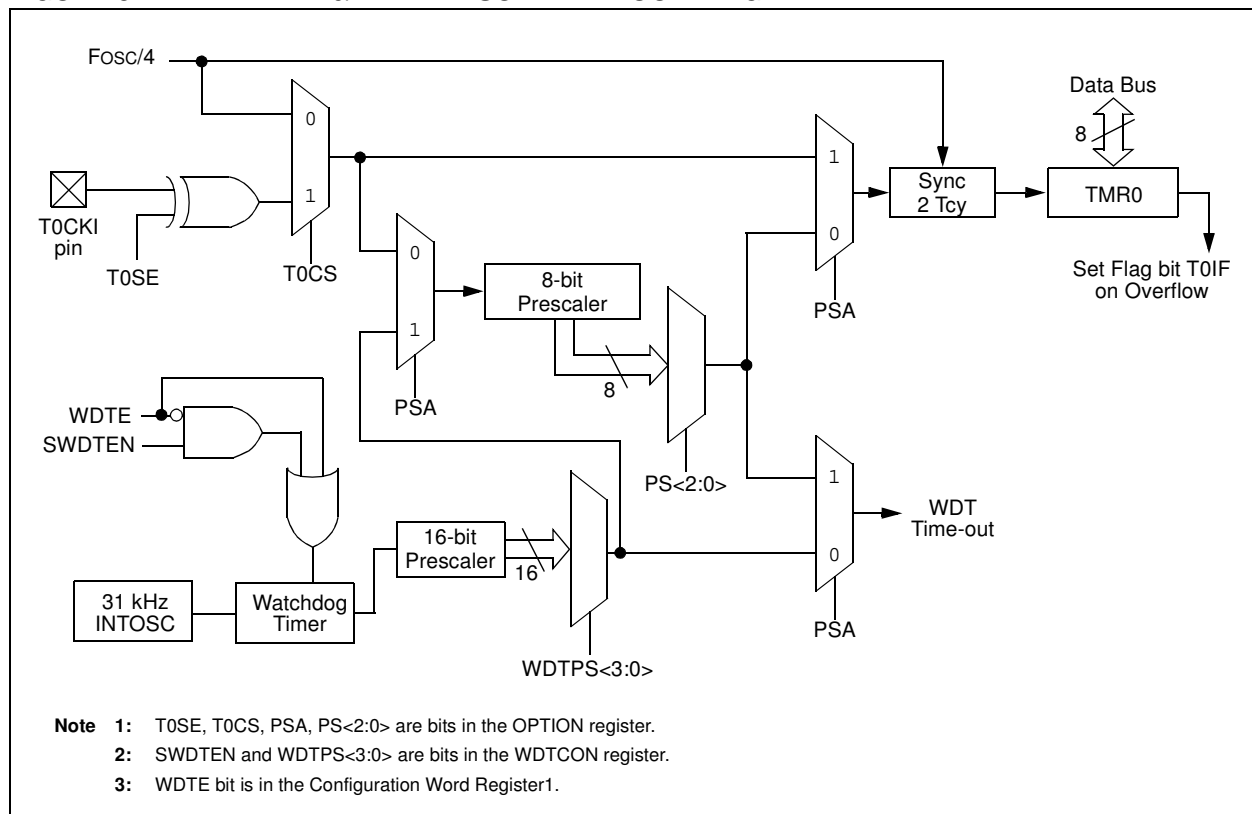 Fosc/4
Data Bus
8
0
1
1
0
T0CKI
pin
T0SE
T0CS
Sync
2 Tcy
TMR0
0
1
8-bit
Prescaler
PSA
Set Flag bit T0IF
on Overflow
8
PSA
WDTE
SWDTEN
PS<2:0>
1
0
WDT
Time-out
16-bit
Prescaler
16
31 kHz
INTOSC
Watchdog
Timer
PSA
WDTPS<3:0>
Note 1: T0SE, T0CS, PSA, PS<2:0> are bits in the OPTION register.
2: SWDTEN and WDTPS<3:0> are bits in the WDTCON register.
3: WDTE bit is in the Configuration Word Register1.